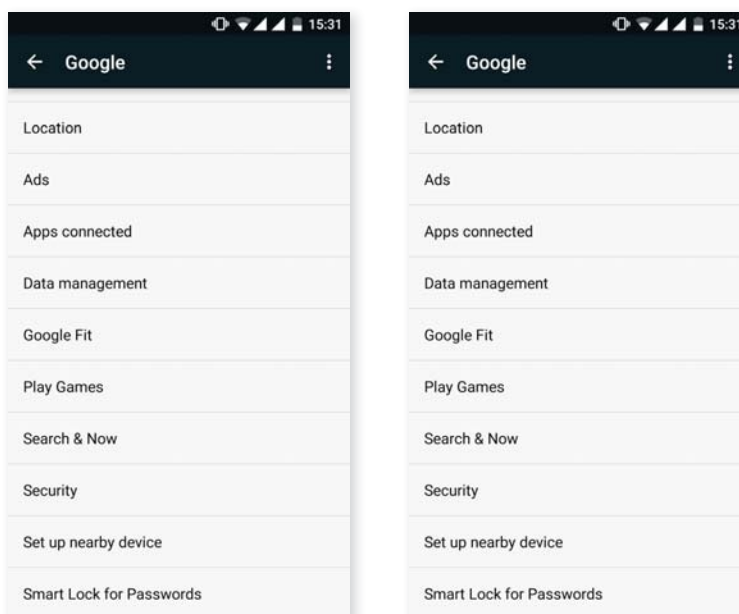 15:31
Google
Location
Ads
Apps connected
Data management
Google Fit
Play Games
Search & Now
Security
Set up nearby device
Smart Lock for Passwords
15:31
Google
Location
Ads
Apps connected
Data management
Google Fit
Play Games
Search & Now
Security
Set up nearby device
Smart Lock for Passwords